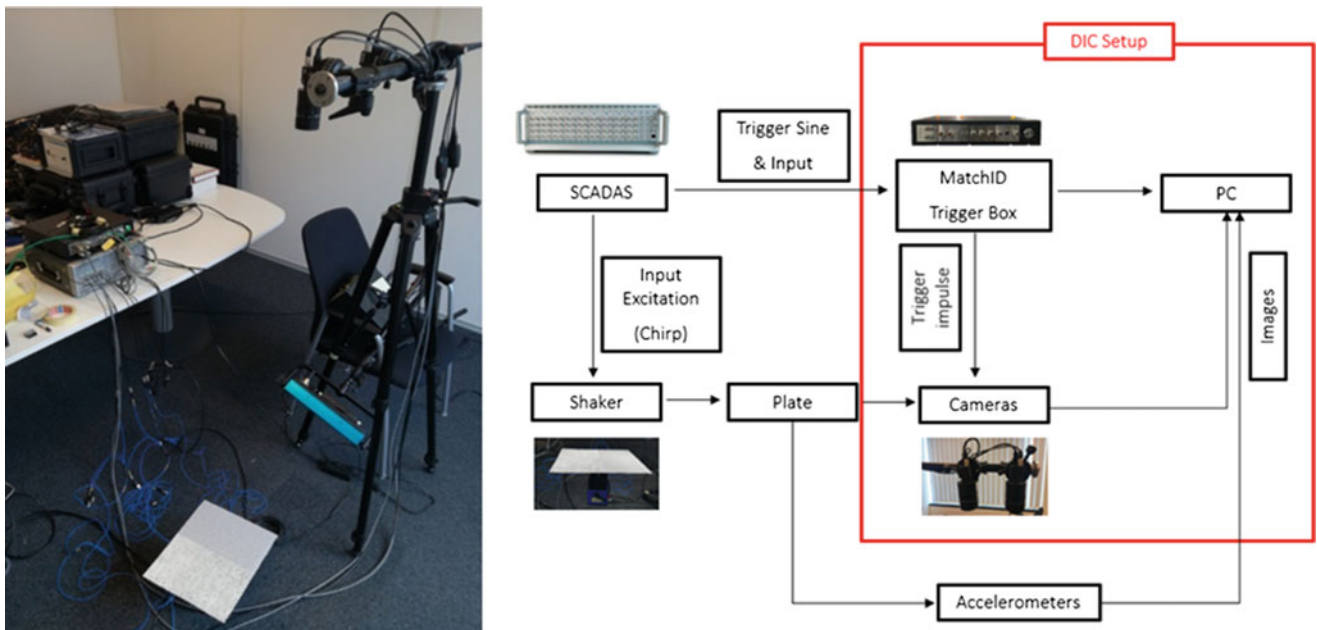 DIC Setup
Trigger Sine
& Input
SCADAS
MatchID
Trigger Box
PC
Input
Excitation
(Chirp)
Trigger
impulse
Images
Shaker
Plate
Cameras
Accelerometers